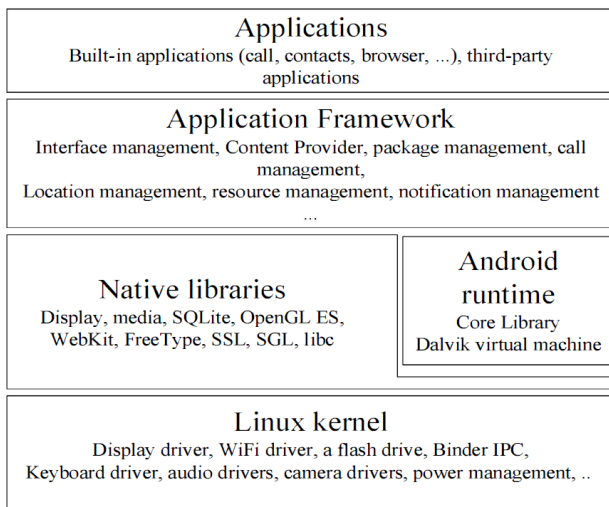 Applications
Built-in applications (call, contacts, browser, ...), third-party
applications
Application Framework
Interface management, Content Provider, package management, call
management,
Location management, resource management, notification management
...
Native libraries
Display, media, SQLite, OpenGL ES,
WebKit, FreeType, SSL, SGL, libc
Android
runtime
Core Library
Dalvik virtual machine
Linux kernel
Display driver, WiFi driver, a flash drive, Binder IPC,
Keyboard driver, audio drivers, camera drivers, power management, ..